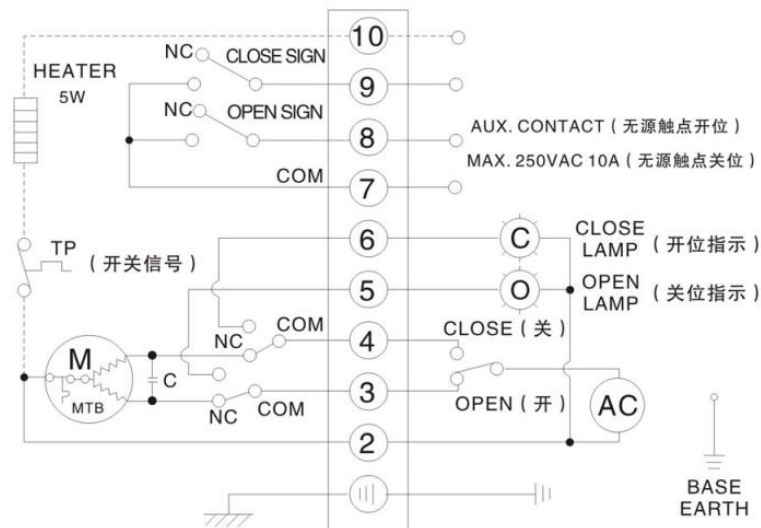 10
NC CLOSE SIGN
HEATER
5W
9
NC OPEN SIGN
8
AUX. CONTACT (无源触点开位)
MAX. 250VAC 10A (无源触点关位)
COM
7
6
C
CLOSE
LAMP (开位指示)
TP (开关信号)
5
O
OPEN
LAMP (关位指示)
COM
4
CLOSE (关)
NC
M
C
MTB
3
OPEN (开)
AC
NC
COM
2
BASE
EARTH